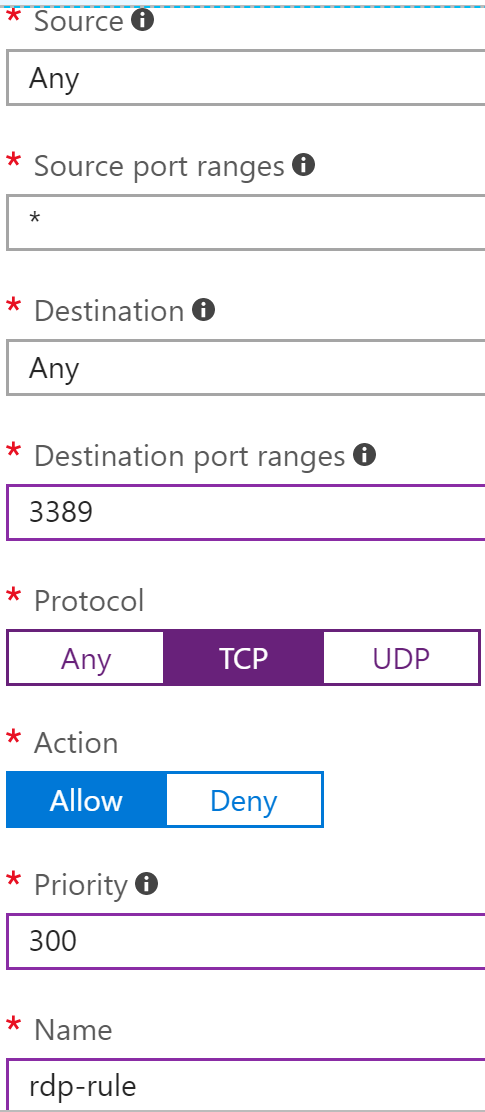 * Source
Any
* Source port ranges
*
* Destination
Any
* Destination port ranges
3389
* Protocol
Any TCP UDP
* Action
Allow Deny
* Priority
300
* Name
rdp-rule